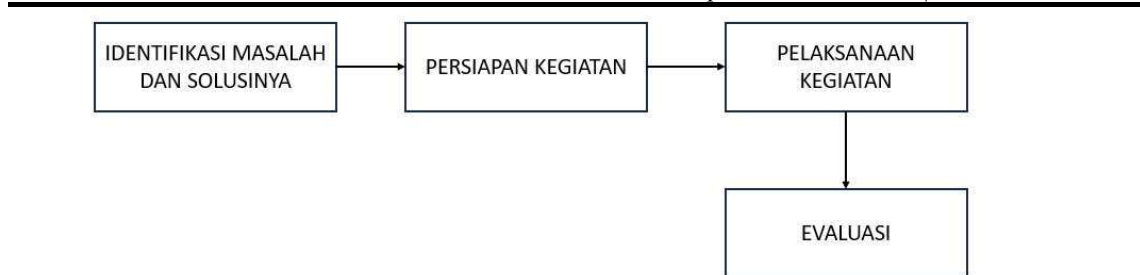 IDENTIFIKASI MASALAH
DAN SOLUSINYA
PERSIAPAN KEGIATAN
PELAKSANAAN
KEGIATAN
EVALUASI